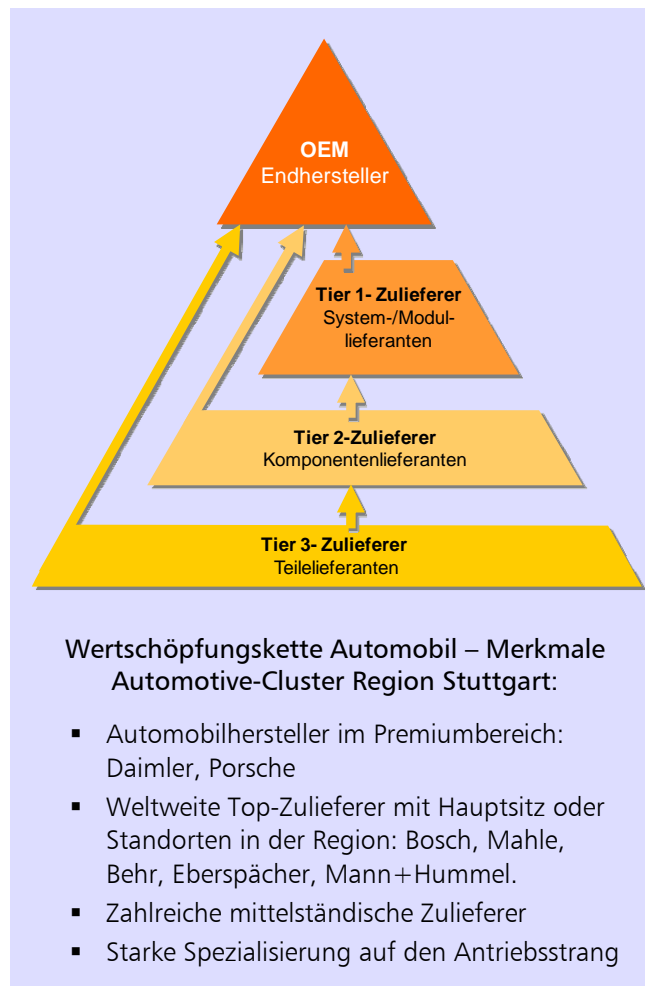 OEM
Endhersteller
Tier 1- Zulieferer
System-/Modul-
lieferanten
Tier 2-Zulieferer
Komponentenlieferanten
Tier 3- Zulieferer
Teilelieferanten
Wertschöpfungskette Automobil – Merkmale
Automotive-Cluster Region Stuttgart:
▪ Automobilhersteller im Premiumbereich:
Daimler, Porsche
▪ Weltweite Top-Zulieferer mit Hauptsitz oder
Standorten in der Region: Bosch, Mahle,
Behr, Eberspächer, Mann+Hummel.
▪ Zahlreiche mittelständische Zulieferer
▪ Starke Spezialisierung auf den Antriebsstrang